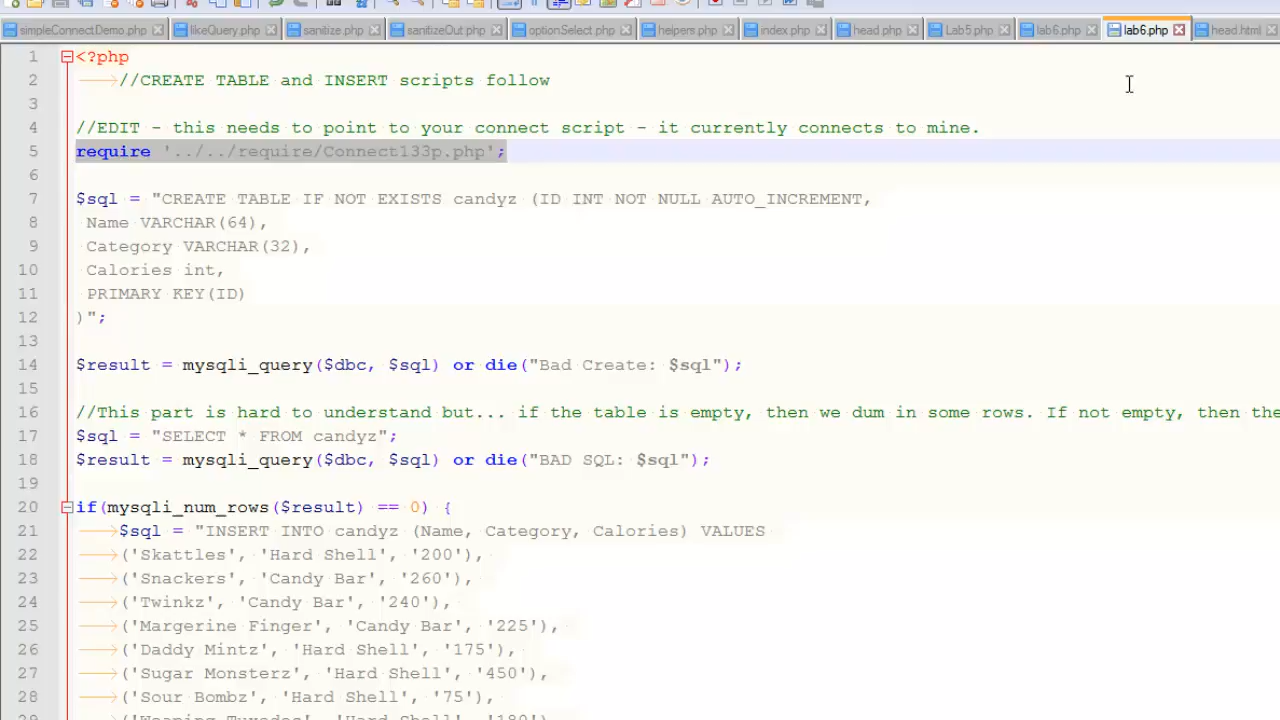 simpleConnectDemo.php likeQuery.php sanitize.php sanitizeOut.php optionSelect.php helpers.php index.php head.php Lab5.php lab6.php lab6.php head.html
1 <?php
2 //CREATE TABLE and INSERT scripts follow
3
4 //EDIT - this needs to point to your connect script - it currently connects to mine.
5 require '../../require/Connect133p.php';
6
7 $sql = "CREATE TABLE IF NOT EXISTS candyz (ID INT NOT NULL AUTO_INCREMENT,
8 Name VARCHAR(64),
9 Category VARCHAR(32),
10 Calories int,
11 PRIMARY KEY(ID)
12 )";
13
14 $result = mysqli_query($dbc, $sql) or die("Bad Create: $sql");
15
16 //This part is hard to understand but... if the table is empty, then we dum in some rows. If not empty, then the
17 $sql = "SELECT * FROM candyz";
18 $result = mysqli_query($dbc, $sql) or die("BAD SQL: $sql");
19
20 if(mysqli_num_rows($result) == 0) {
21 $sql = "INSERT INTO candyz (Name, Category, Calories) VALUES
22 ('Skattles', 'Hard Shell', '200'),
23 ('Snackers', 'Candy Bar', '260'),
24 ('Twinkz', 'Candy Bar', '240'),
25 ('Margerine Finger', 'Candy Bar', '225'),
26 ('Daddy Mintz', 'Hard Shell', '175'),
27 ('Sugar Monsterz', 'Hard Shell', '450'),
28 ('Sour Bombz', 'Hard Shell', '75'),